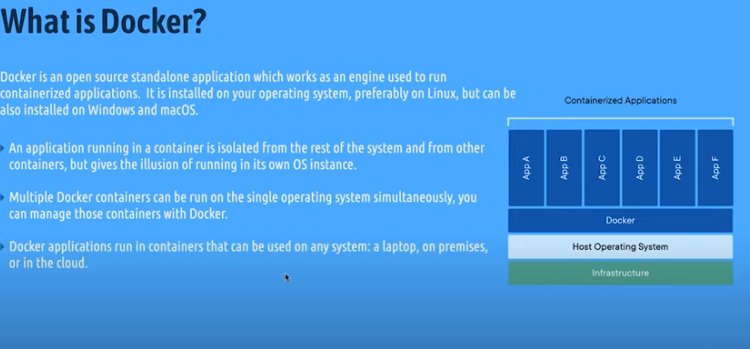 What is Docker?
Docker is an open source standalone application which works as an engine used to run
containerized applications. It is installed on your operating system, preferably on Linux, but can be
also installed on Windows and macOS.
An application running in a container is isolated from the rest of the system and from other
containers, but gives the illusion of running in its own OS instance.
Multiple Docker containers can be run on the single operating system simultaneously, you
can manage those containers with Docker.
Docker applications run in containers that can be used on any system: a laptop, on premises,
or in the cloud.
Containerized Applications
App A
App B
App C
App D
App E
App F
Docker
Host Operating System
Infrastructure